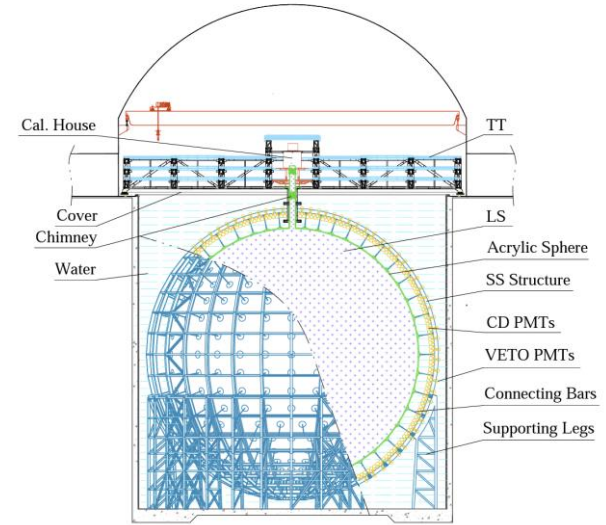 Cal. House
TT
Cover
Chimney
Water
LS
Acrylic Sphere
SS Structure
CD PMTs
VETO PMTs
Connecting Bars
Supporting Legs